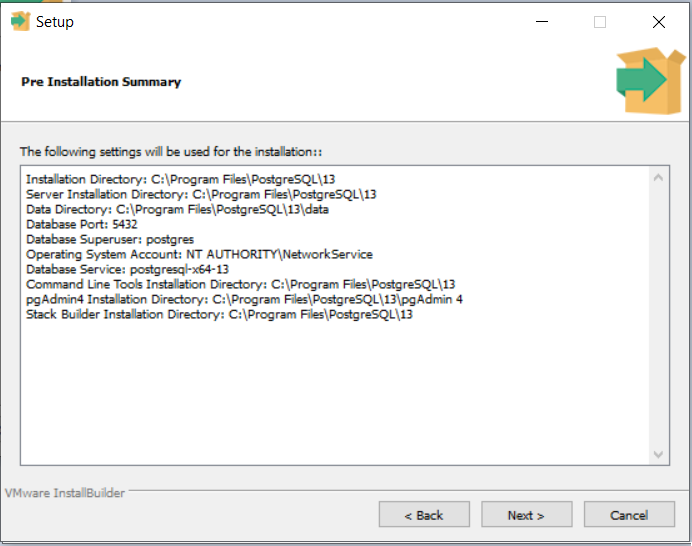 Setup
Pre Installation Summary
The following settings will be used for the installation::
Installation Directory: C:\Program Files\PostgreSQL\13
Server Installation Directory: C:\Program Files\PostgreSQL\13
Data Directory: C:\Program Files\PostgreSQL\13\data
Database Port: 5432
Database Superuser: postgres
Operating System Account: NT AUTHORITY\NetworkService
Database Service: postgresql-x64-13
Command Line Tools Installation Directory: C:\Program Files\PostgreSQL\13
pgAdmin4 Installation Directory: C:\Program Files\PostgreSQL\13\pgAdmin 4
Stack Builder Installation Directory: C:\Program Files\PostgreSQL\13
VMware InstallBuilder
< Back
Next >
Cancel